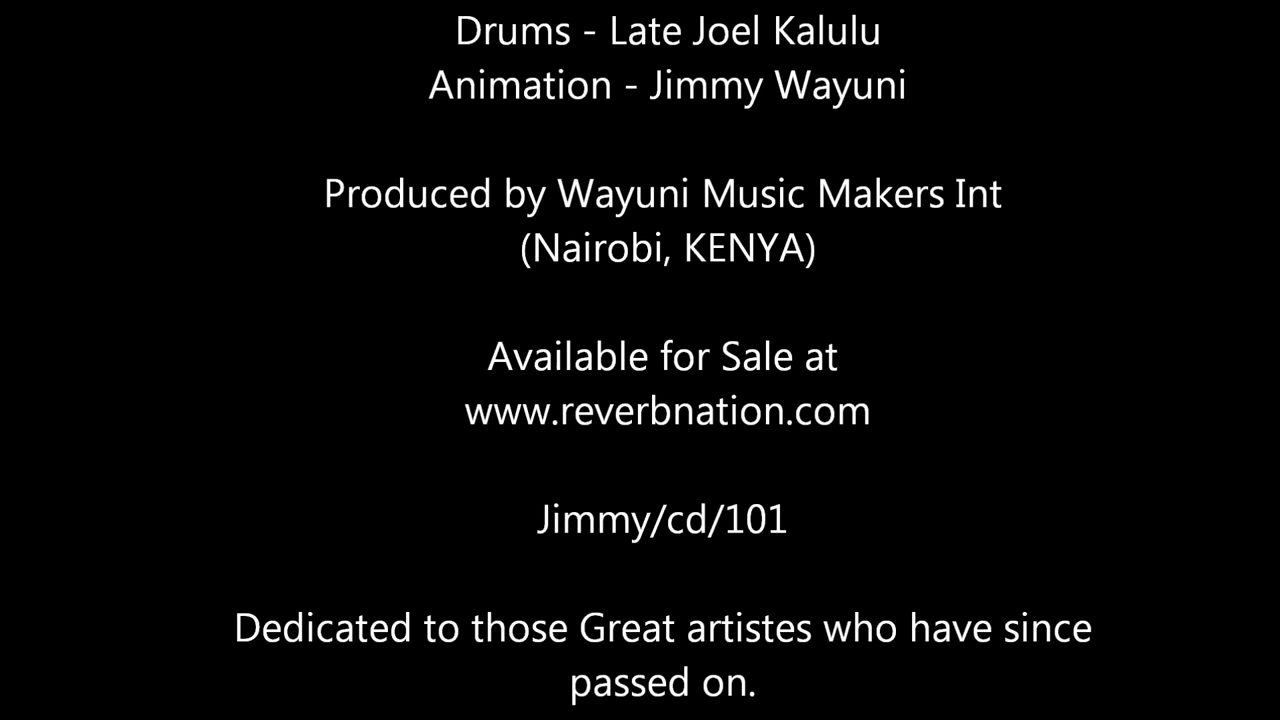 Drums - Late Joel Kalulu
Animation - Jimmy Wayuni
Produced by Wayuni Music Makers Int
(Nairobi, KENYA)
Available for Sale at
www.reverbnation.com
Jimmy/cd/101
Dedicated to those Great artistes who have since
passed on.